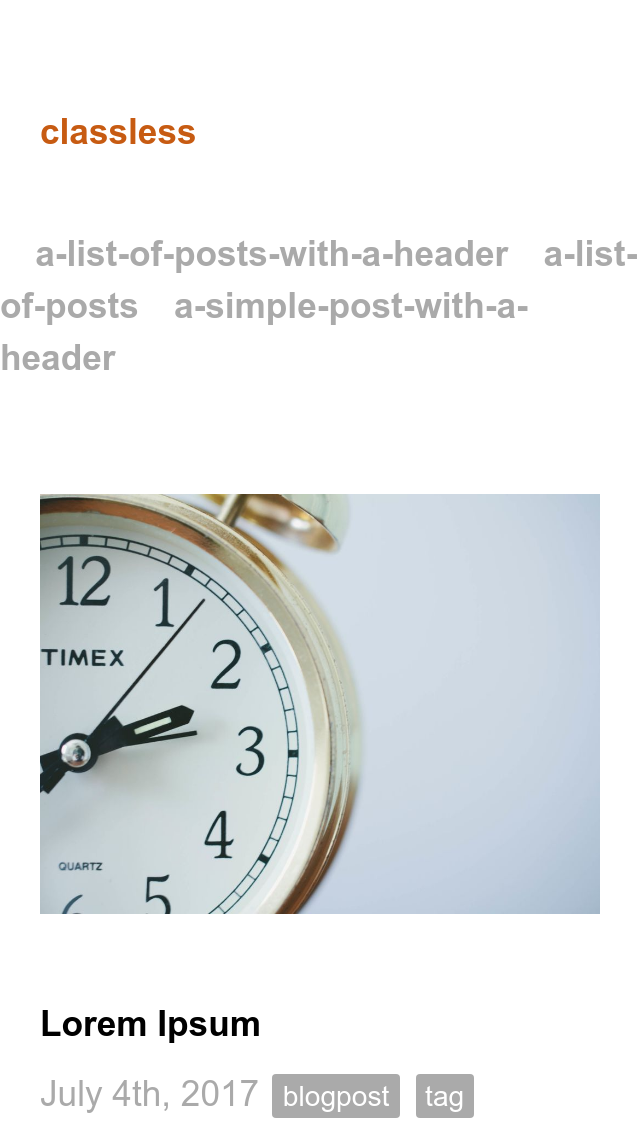 classless
a-list-of-posts-with-a-header a-list-
of-posts a-simple-post-with-a-
header
12
1
TIMEX
2
3
4
QUARTZ
5
6
Lorem Ipsum
July 4th, 2017 blogpost tag